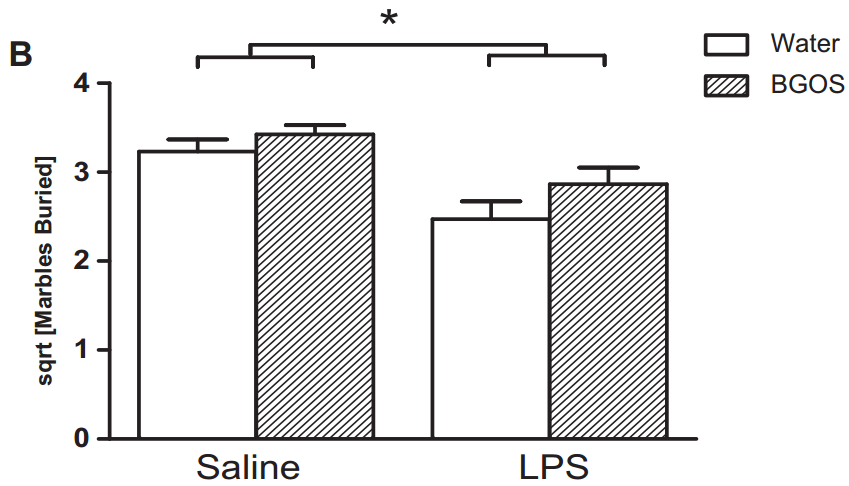 B
*
Water
BGOS
sqrt [Marbles Buried]
4
3
2
1
0
Saline
LPS